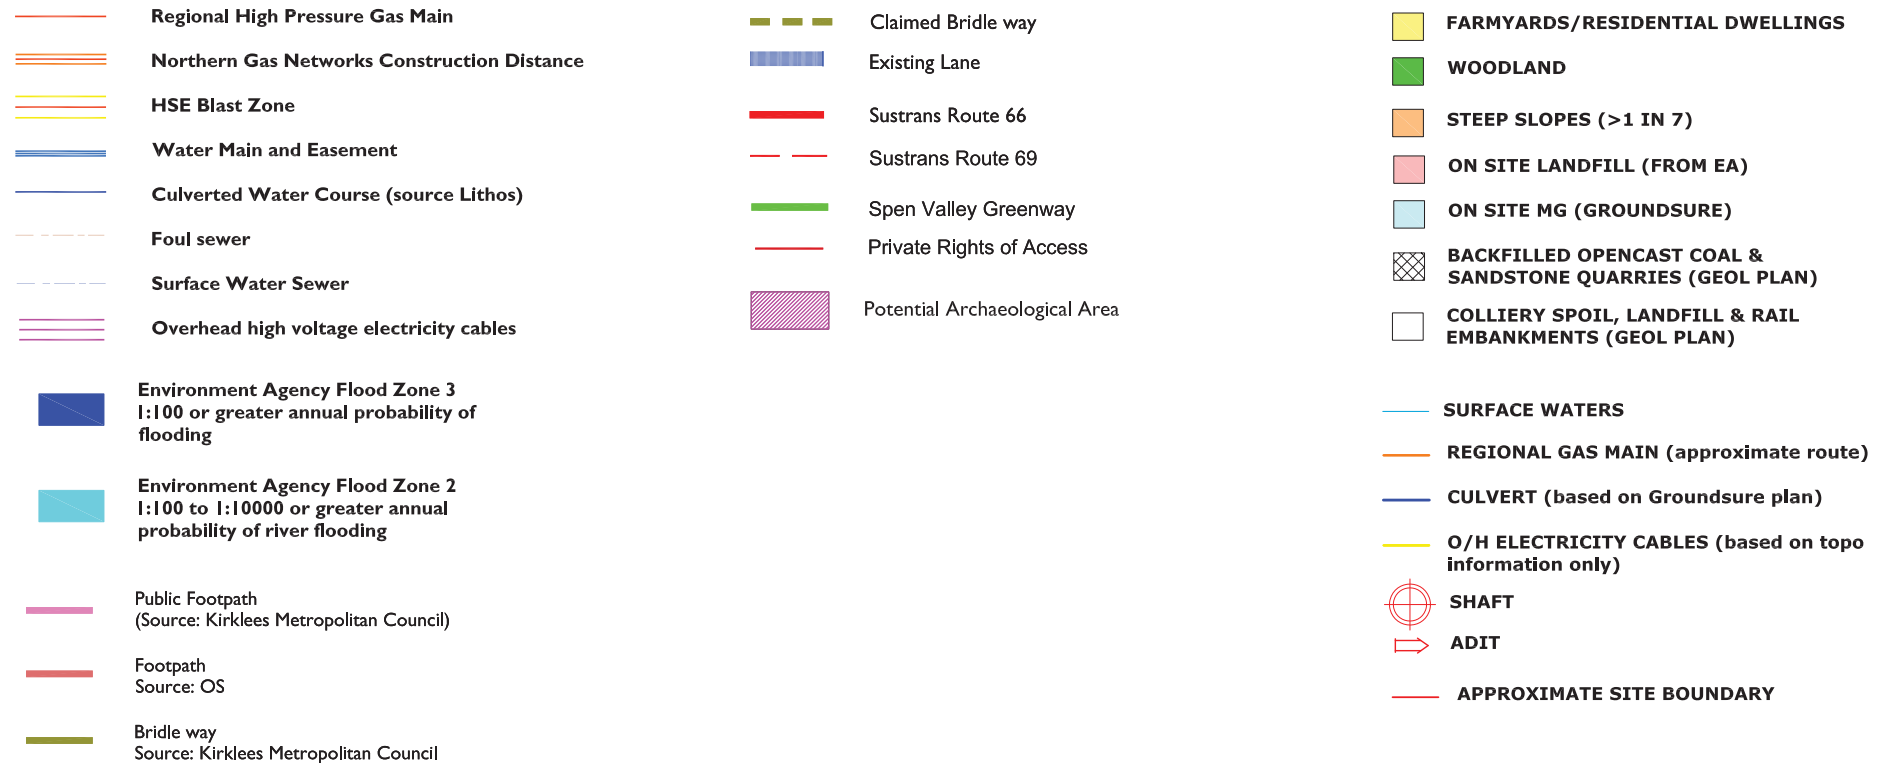 Regional High Pressure Gas Main
Northern Gas Networks Construction Distance
HSE Blast Zone
Water Main and Easement
Culverted Water Course (source Lithos)
Foul sewer
Surface Water Sewer
Overhead high voltage electricity cables
Environment Agency Flood Zone 3
1:100 or greater annual probability of
flooding
Environment Agency Flood Zone 2
1:100 to 1:10000 or greater annual
probability of river flooding
Public Footpath
(Source: Kirklees Metropolitan Council)
Footpath
Source: OS
Bridle way
Source: Kirklees Metropolitan Council
Claimed Bridle way
Existing Lane
Sustrans Route 66
Sustrans Route 69
Spen Valley Greenway
Private Rights of Access
Potential Archaeological Area
FARMYARDS/RESIDENTIAL DWELLINGS
WOODLAND
STEEP SLOPES (>1 IN 7)
ON SITE LANDFILL (FROM EA)
ON SITE MG (GROUNDSURE)
BACKFILLED OPENCAST COAL &
SANDSTONE QUARRIES (GEOL PLAN)
COLLIERY SPOIL, LANDFILL & RAIL
EMBANKMENTS (GEOL PLAN)
SURFACE WATERS
REGIONAL GAS MAIN (approximate route)
CULVERT (based on Groundsure plan)
O/H ELECTRICITY CABLES (based on topo
information only)
SHAFT
ADIT
APPROXIMATE SITE BOUNDARY